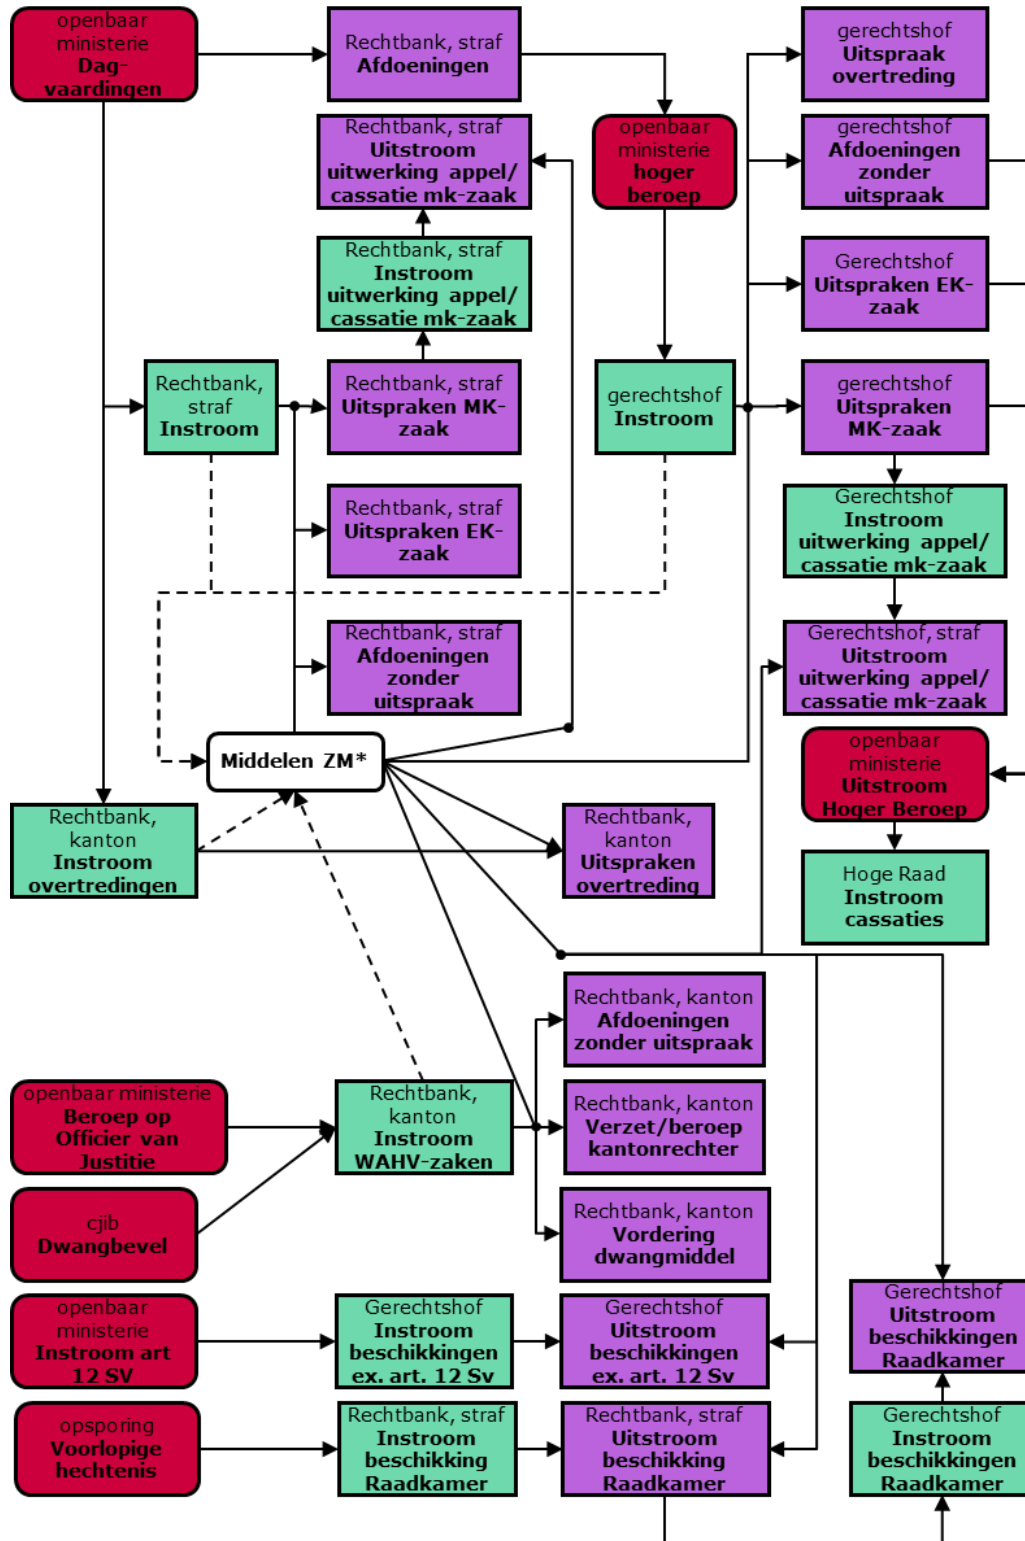 openbaar
ministerie
Dag-
vaardingen
Rechtbank, straf
Afdoeningen
gerechtshof
Uitspraak
overtreding
Rechtbank, straf
Uitstroom
uitwerking appel/
cassatie mk-zaak
openbaar
ministerie
hoger
beroep
gerechtshof
Afdoeningen
zonder
uitspraak
Rechtbank, straf
Instroom
uitwerking appel/
cassatie mk-zaak
Gerechtshof
Uitspraken EK-
zaak
Rechtbank,
straf
Instroom
Rechtbank, straf
Uitspraken MK-
zaak
gerechtshof
Instroom
gerechtshof
Uitspraken
MK-zaak
Rechtbank, straf
Uitspraken EK-
zaak
Gerechtshof
Instroom
uitwerking appel/
cassatie mk-zaak
Rechtbank, straf
Afdoeningen
zonder
uitspraak
Gerechtshof, straf
Uitstroom
uitwerking appel/
cassatie mk-zaak
Middelen ZM*
openbaar
ministerie
Uitstroom
Hoger Beroep
Rechtbank,
kanton
Instroom
overtredingen
Rechtbank,
kanton
Uitspraken
overtreding
Hoge Raad
Instroom
cassaties
Rechtbank, kanton
Afdoeningen
zonder uitspraak
openbaar ministerie
Beroep op
Officier van
Justitie
Rechtbank,
kanton
Instroom
WAHV-zaken
Rechtbank, kanton
Verzet/beroep
kantonrechter
cjib
Dwangbevel
Rechtbank, kanton
Vordering
dwangmiddel
openbaar
ministerie
Instroom art
12 SV
Gerechtshof
Instroom
beschikkingen
ex. art. 12 Sv
Gerechtshof
Uitstroom
beschikkingen
ex. art. 12 Sv
Gerechtshof
Uitstroom
beschikkingen
Raadkamer
opsporing
Voorlopige
hechtenis
Rechtbank, straf
Instroom
beschikking
Raadkamer
Rechtbank, straf
Uitstroom
beschikking
Raadkamer
Gerechtshof
Instroom
beschikkingen
Raadkamer